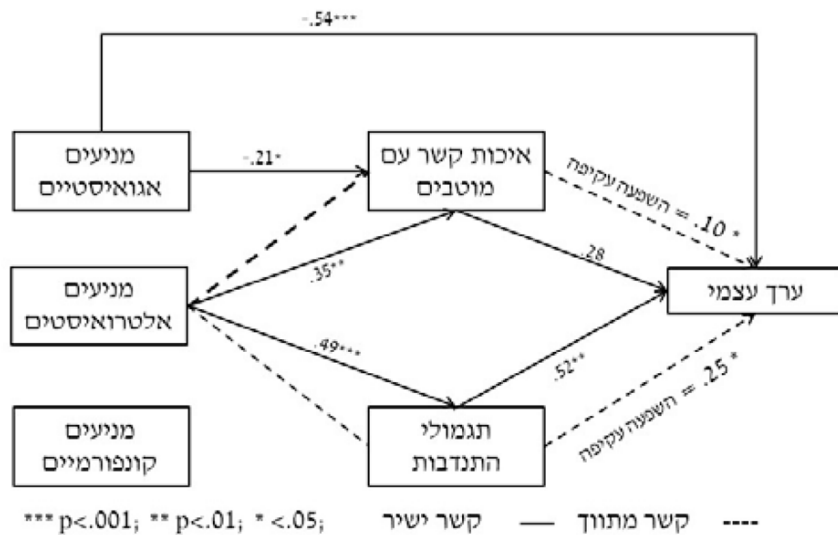 -.54***
מניעים
אגואיסטיים
-.21*
איכות קשר עם
מוטבים
השפעה עקיפה = .10 *
מניעים
אלטרואיסטים
.35**
.28
ערך עצמי
.49***
.52**
השפעה עקיפה = .25 *
מניעים
קונפורמיים
תגמולי
התנדבות
*** p<.001; ** p<.01; * <.05; קשר ישיר — קשר מתווך ----